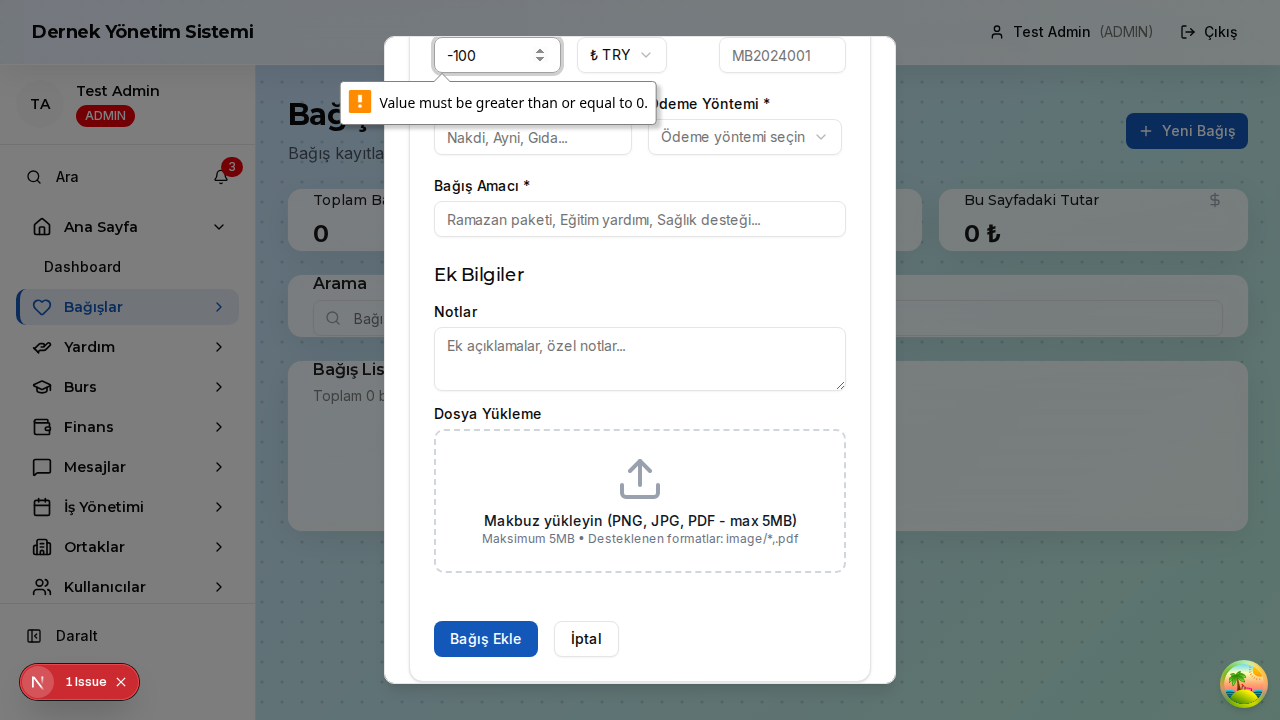 Dernek Yönetim Sistemi
Test Admin (ADMIN)
Çıkış
TA
Test Admin
ADMIN
Ara
3
Ana Sayfa
Dashboard
Bağışlar
Yardım
Burs
Finans
Mesajlar
İş Yönetimi
Ortaklar
Kullanıcılar
Daralt
1 Issue
Bağış kayıtla
Yeni Bağış
Toplam Ba
0
Bu Sayfadaki Tutar
0 ₺
Arama
Bağı
Bağış Lis
Toplam 0 b
-100
₺ TRY
MB2024001
Value must be greater than or equal to 0.
Ödeme Yöntemi *
Nakdi, Ayni, Gıda...
Ödeme yöntemi seçin
Bağış Amacı *
Ramazan paketi, Eğitim yardımı, Sağlık desteği...
Ek Bilgiler
Notlar
Ek açıklamalar, özel notlar...
Dosya Yükleme
Makbuz yükleyin (PNG, JPG, PDF - max 5MB)
Maksimum 5MB • Desteklenen formatlar: image/*,.pdf
Bağış Ekle
İptal